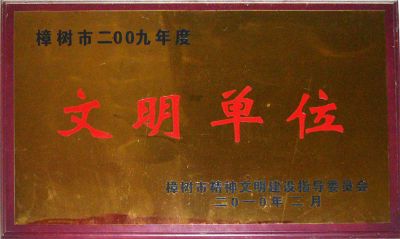 樟树市二00九年度
文明单位
樟树市精神文明建设指导委员会
二0一0年二月